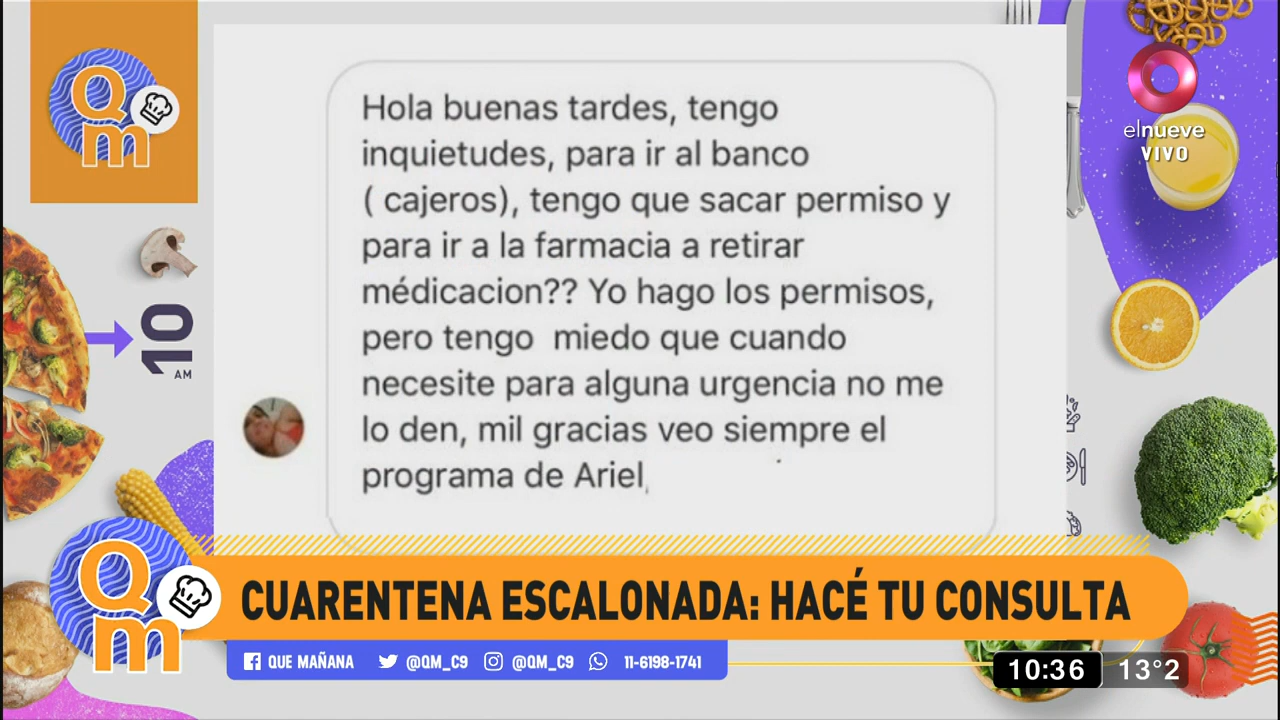 Qm
elnueve
VIVO
Hola buenas tardes, tengo
inquietudes, para ir al banco
( cajeros), tengo que sacar permiso y
para ir a la farmacia a retirar
médicacion?? Yo hago los permisos,
pero tengo  miedo que cuando
necesite para alguna urgencia no me
lo den, mil gracias veo siempre el
programa de Ariel,
10
AM
Qm
CUARENTENA ESCALONADA: HACÉ TU CONSULTA
QUE MAÑANA @QM_C9 @QM_C9 11-6198-1741
10:36 13°2